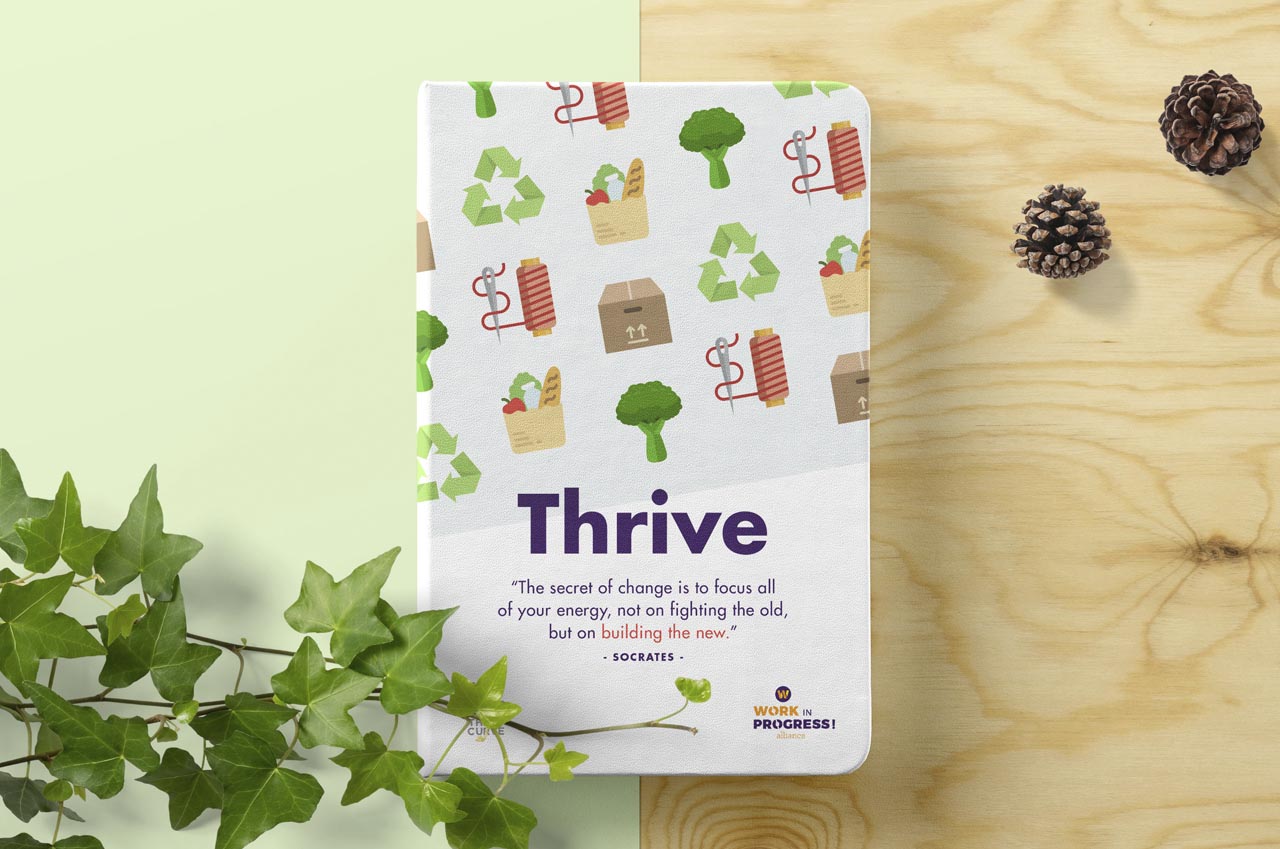 Thrive
“The secret of change is to focus all
of your energy, not on fighting the old,
but on building the new.”
- SOCRATES -
W
WORK IN
PROGRESS!
alliance